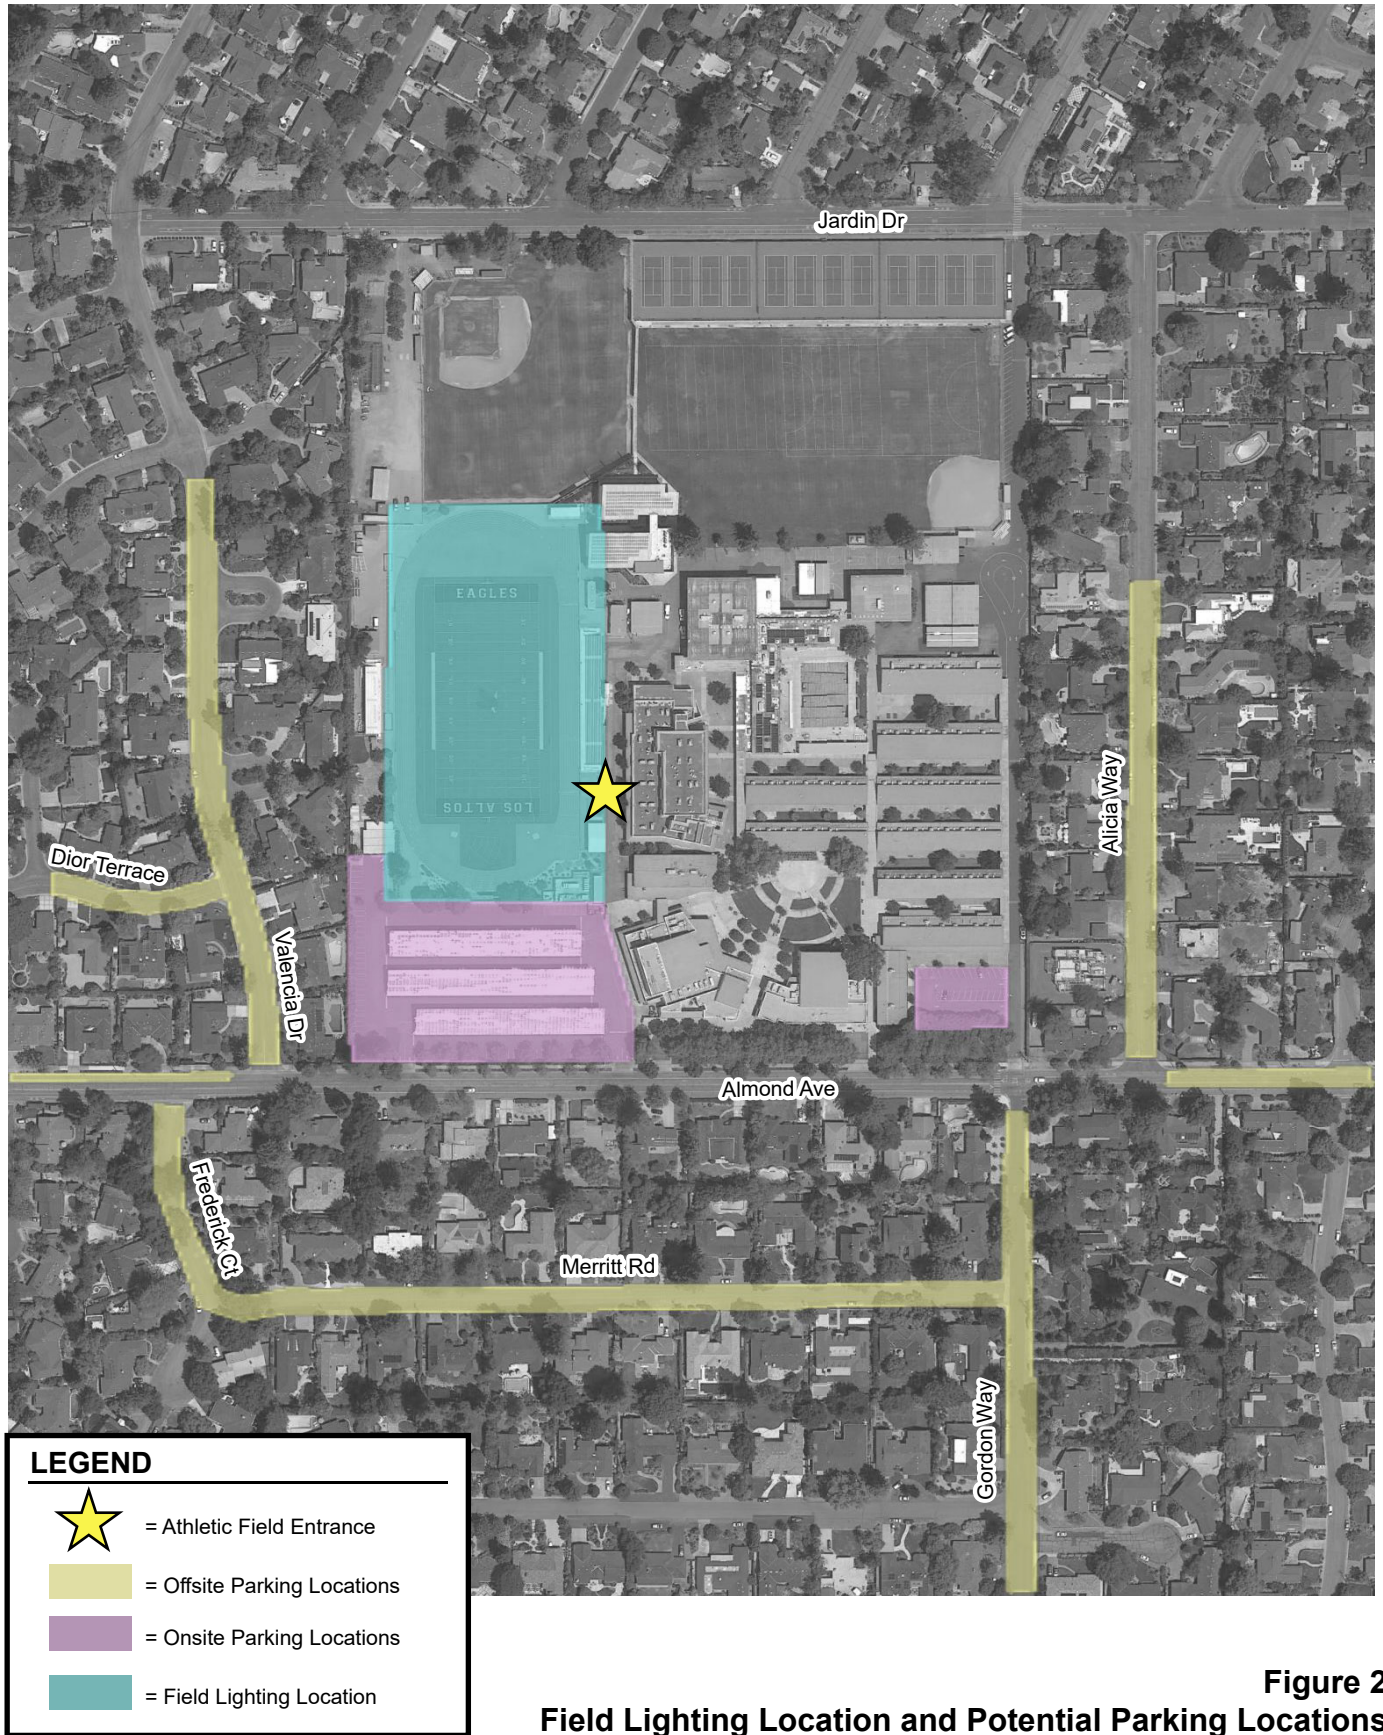 Jardin Dr
EAGLES
LOS ALTOS
Alicia Way
Dior Terrace
Valencia Dr
Almond Ave
Frederick Ct
Merritt Rd
Gordon Way
LEGEND
= Athletic Field Entrance
= Offsite Parking Locations
= Onsite Parking Locations
= Field Lighting Location
Figure 2
Field Lighting Location and Potential Parking Locations